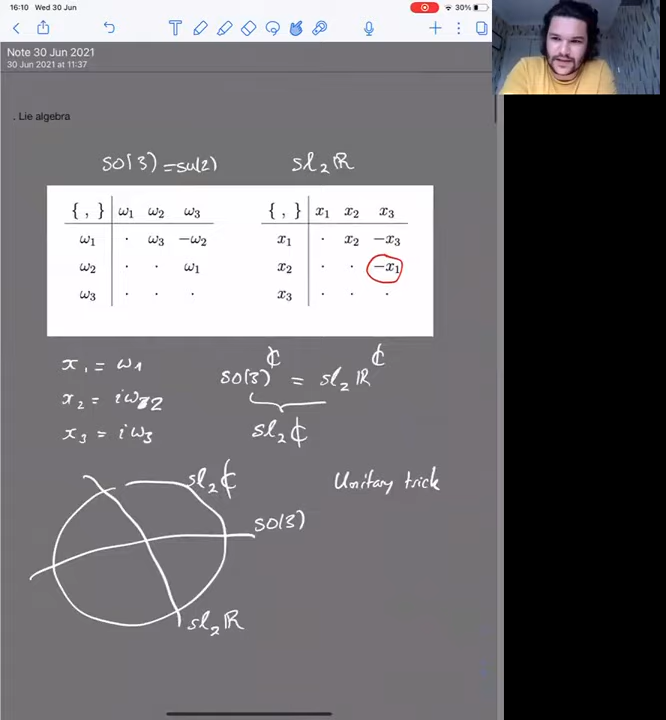 16:10 Wed 30 Jun
30%
Note 30 Jun 2021
30 Jun 2021 at 11:37
. Lie algebra
so(3) = su(2) sl₂ℝ
{ , } ω₁ ω₂ ω₃
ω₁ · ω₃ −ω₂
ω₂ · · ω₁
ω₃ · · ·
{ , } x₁ x₂ x₃
x₁ · x₂ −x₃
x₂ · · −x₁
x₃ · · ·
x₁ = ω₁
x₂ = iω₂
x₃ = iω₃
so(3)^ℂ = sl₂ℝ^ℂ
sl₂ℂ
sl₂ℂ
Unitary trick
so(3)
sl₂ℝ